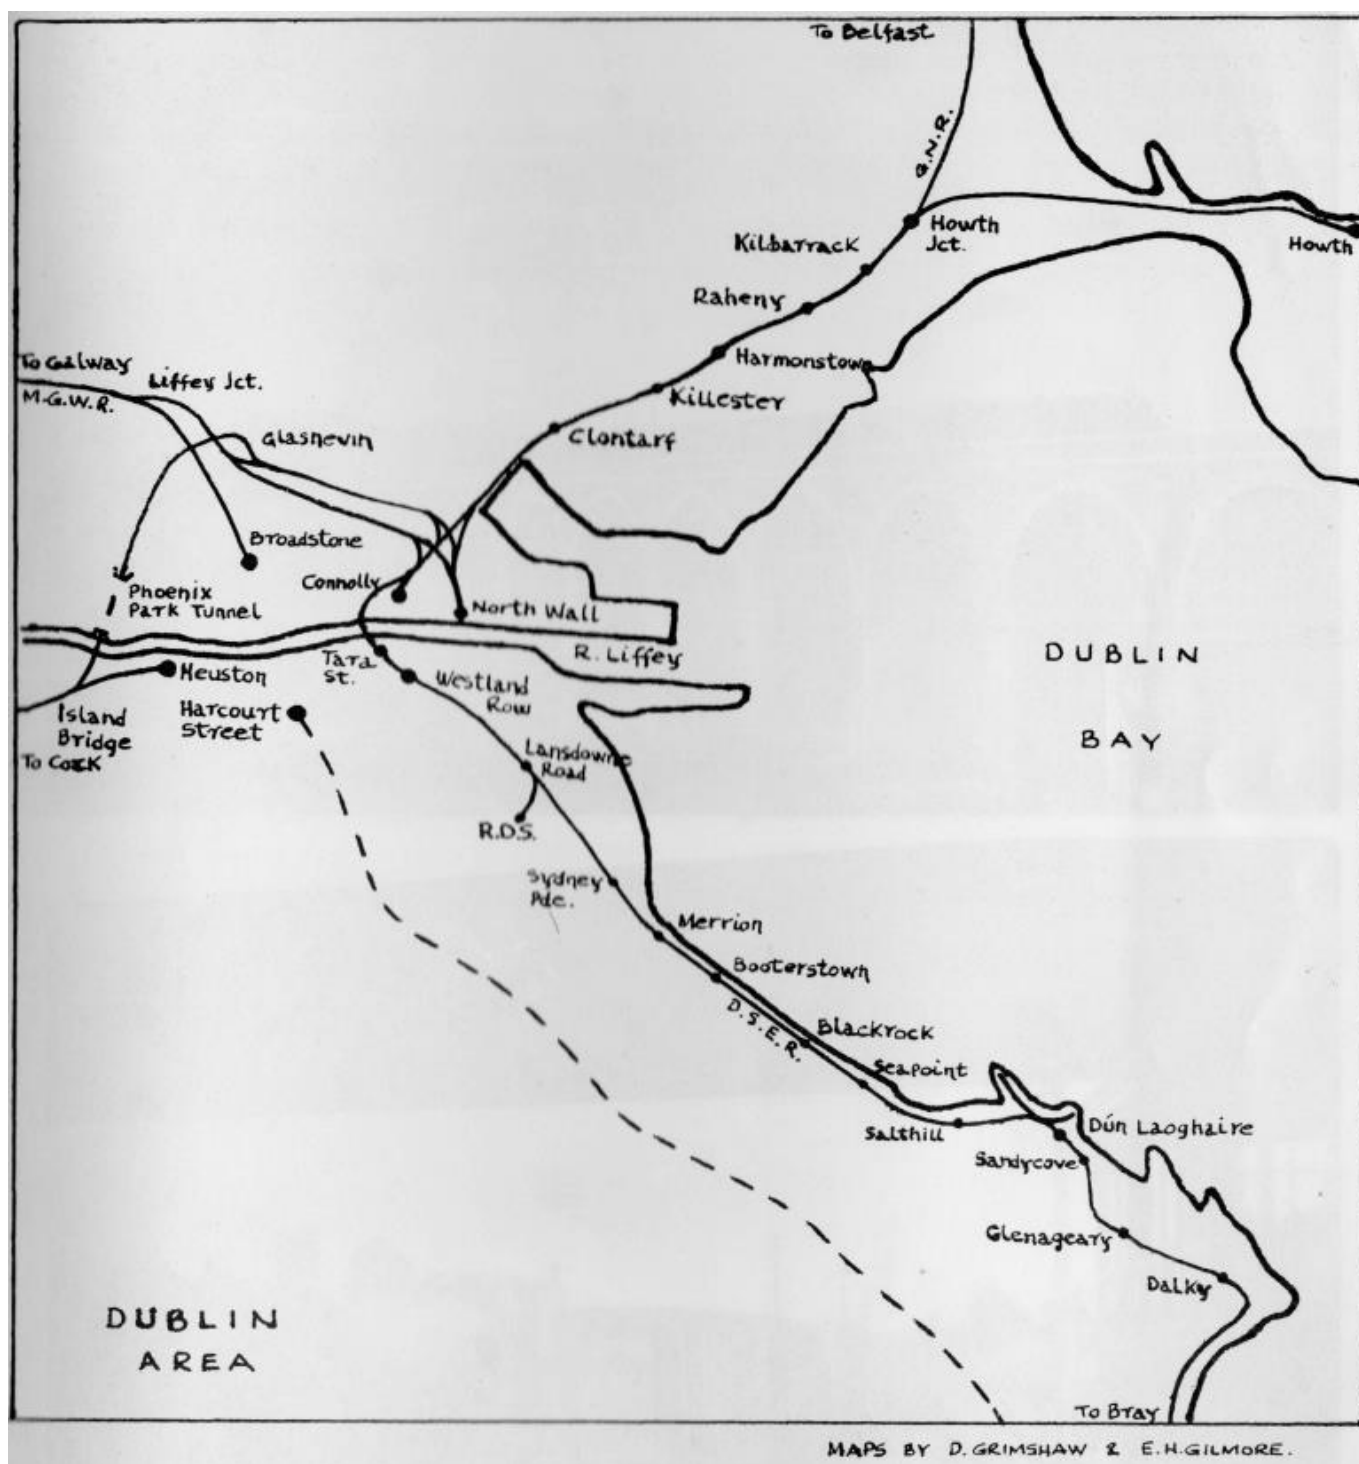 To Belfast
G.N.R.
Howth
Jct.
Howth
Kilbarrack
Raheny
Harmonstown
Killester
Clontarf
To Galway
M.G.W.R.
Liffey Jct.
Glasnevin
Broadstone
Connolly
Phoenix
Park Tunnel
North Wall
R. Liffey
Tara
St.
Westland
Row
Heuston
Harcourt
Street
Island
Bridge
To Cork
Lansdowne
Road
R.D.S.
Sydney
Pde.
DUBLIN
BAY
Merrion
Booterstown
D.S.E.R.
Blackrock
Seapoint
Salthill
Dún Laoghaire
Sandycove
Glenageary
Dalky
To Bray
DUBLIN
AREA
MAPS BY D. GRIMSHAW & E.H. GILMORE.